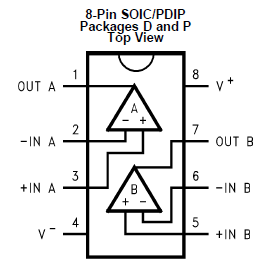 8-Pin SOIC/PDIP
Packages D and P
Top View
1
OUT A
8
V+
A
- +
2
-IN A
7
OUT B
3
+IN A
6
-IN B
B
+ -
4
V-
5
+IN B